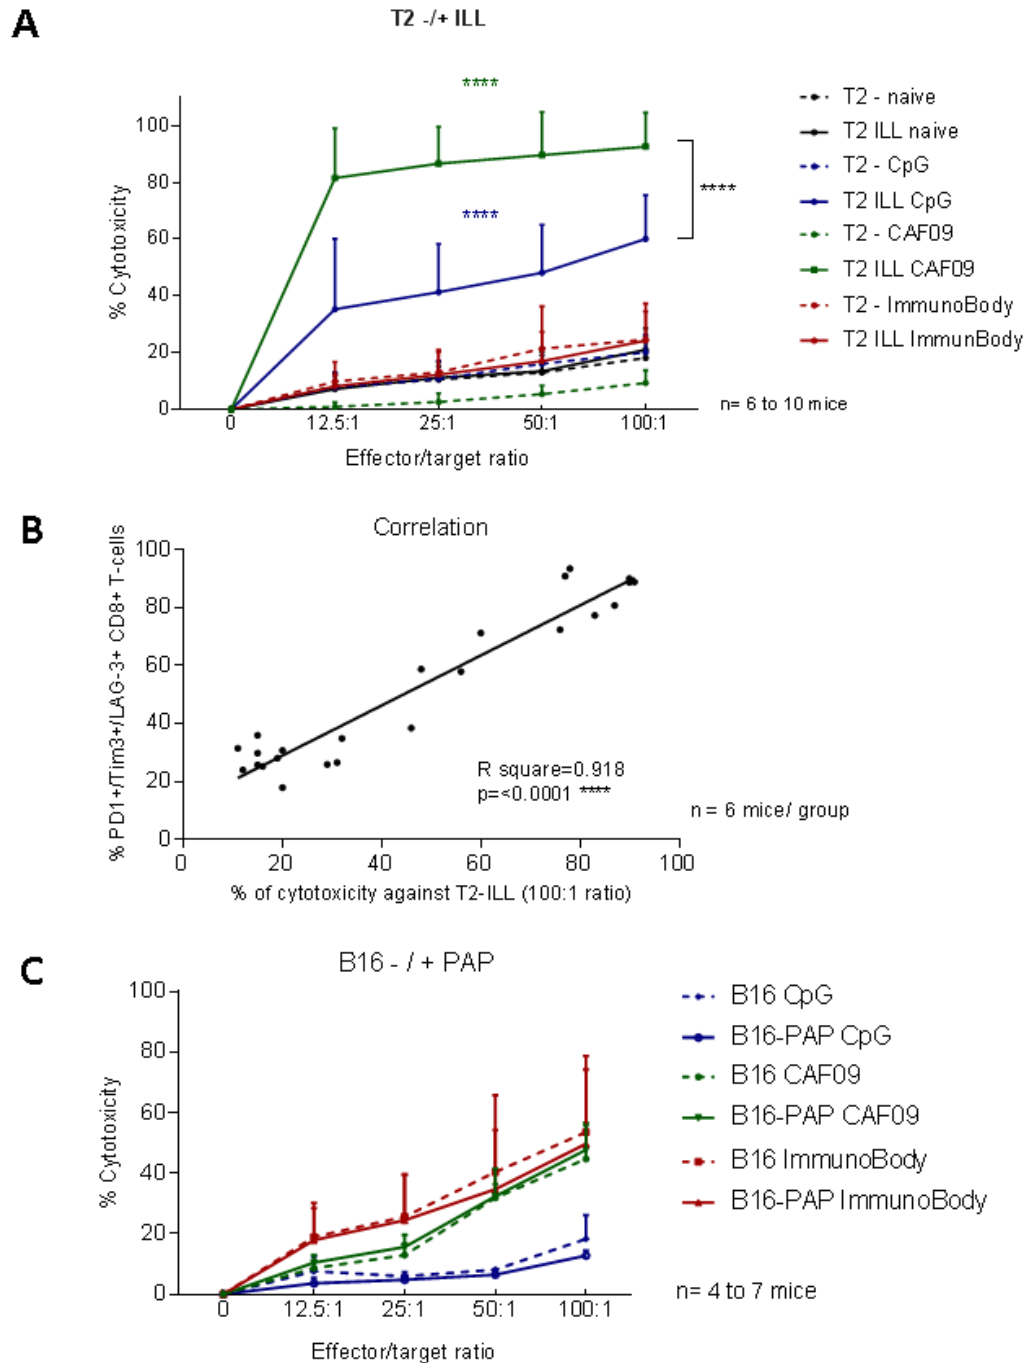 A
T2 -/+ ILL
****
****
****
% Cytotoxicity
100
80
60
40
20
0
0 12.5:1 25:1 50:1 100:1
Effector/target ratio
T2 - naive
T2 ILL naive
T2 - CpG
T2 ILL CpG
T2 - CAF09
T2 ILL CAF09
T2 - ImmunoBody
T2 ILL ImmunBody
n= 6 to 10 mice
B
Correlation
% PD1+/Tim3+/LAG-3+ CD8+ T-cells
100
80
60
40
20
0
0 20 40 60 80 100
R square=0.918
p=<0.0001 ****
n = 6 mice/ group
% of cytotoxicity against T2-ILL (100:1 ratio)
C
B16 - / + PAP
% Cytotoxicity
100
80
60
40
20
0
0 12.5:1 25:1 50:1 100:1
Effector/target ratio
B16 CpG
B16-PAP CpG
B16 CAF09
B16-PAP CAF09
B16 ImmunoBody
B16-PAP ImmunoBody
n= 4 to 7 mice